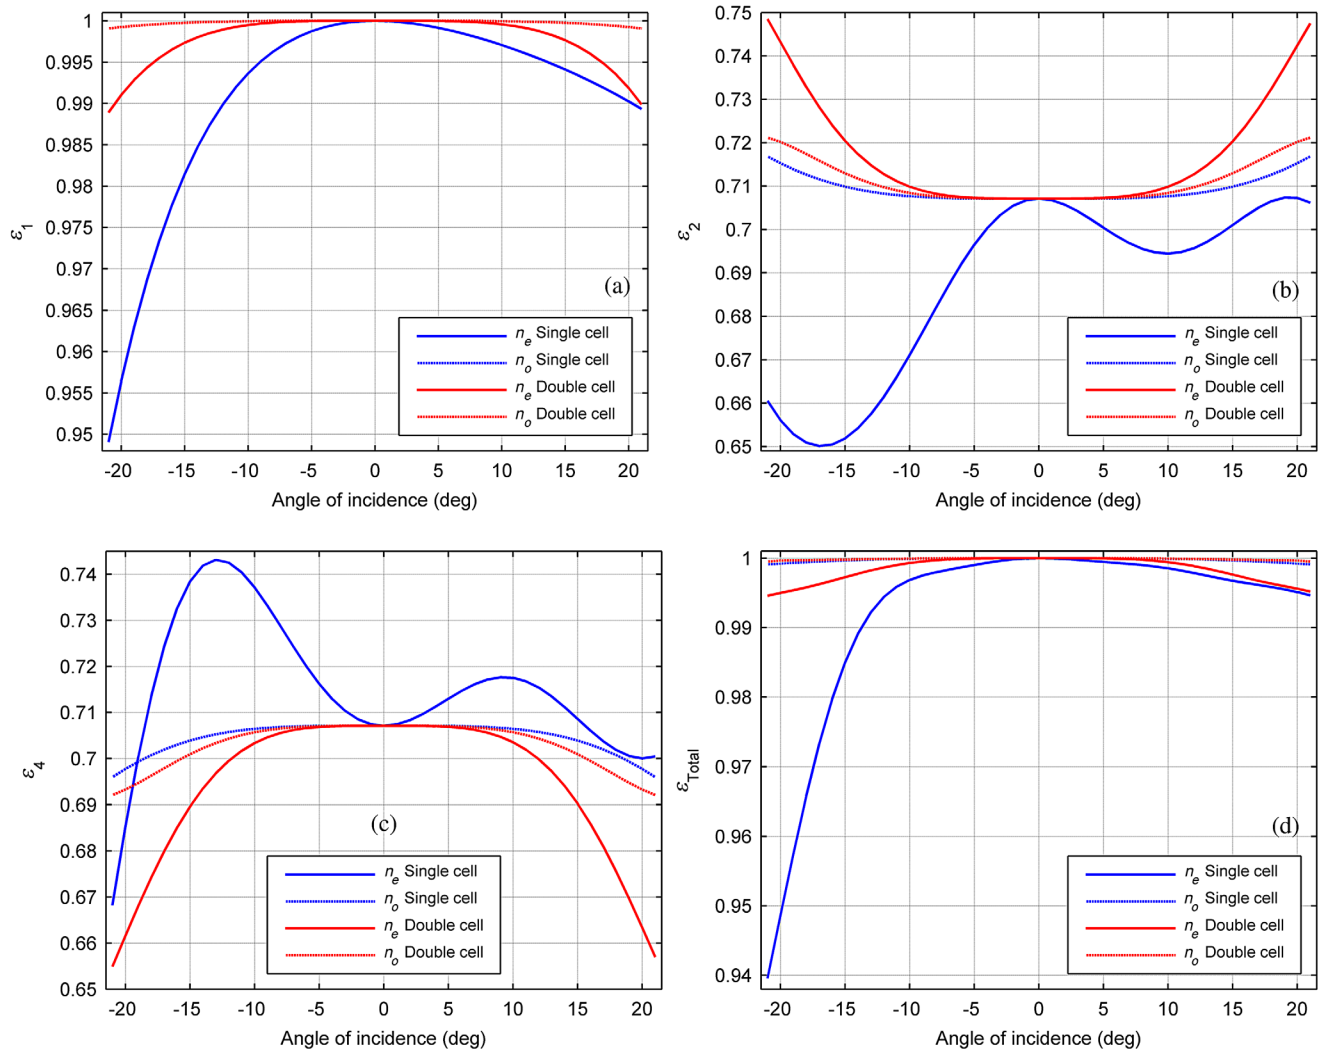 1
0.995
0.99
0.985
0.98
0.975
0.97
0.965
0.96
0.955
0.95
ε1
-20 -15 -10 -5 0 5 10 15 20
Angle of incidence (deg)
(a)
ne Single cell
no Single cell
ne Double cell
no Double cell
0.75
0.74
0.73
0.72
0.71
0.7
0.69
0.68
0.67
0.66
0.65
ε2
-20 -15 -10 -5 0 5 10 15 20
Angle of incidence (deg)
(b)
ne Single cell
no Single cell
ne Double cell
no Double cell
0.74
0.73
0.72
0.71
0.7
0.69
0.68
0.67
0.66
0.65
ε4
-20 -15 -10 -5 0 5 10 15 20
Angle of incidence (deg)
(c)
ne Single cell
no Single cell
ne Double cell
no Double cell
1
0.99
0.98
0.97
0.96
0.95
0.94
εTotal
-20 -15 -10 -5 0 5 10 15 20
Angle of incidence (deg)
(d)
ne Single cell
no Single cell
ne Double cell
no Double cell